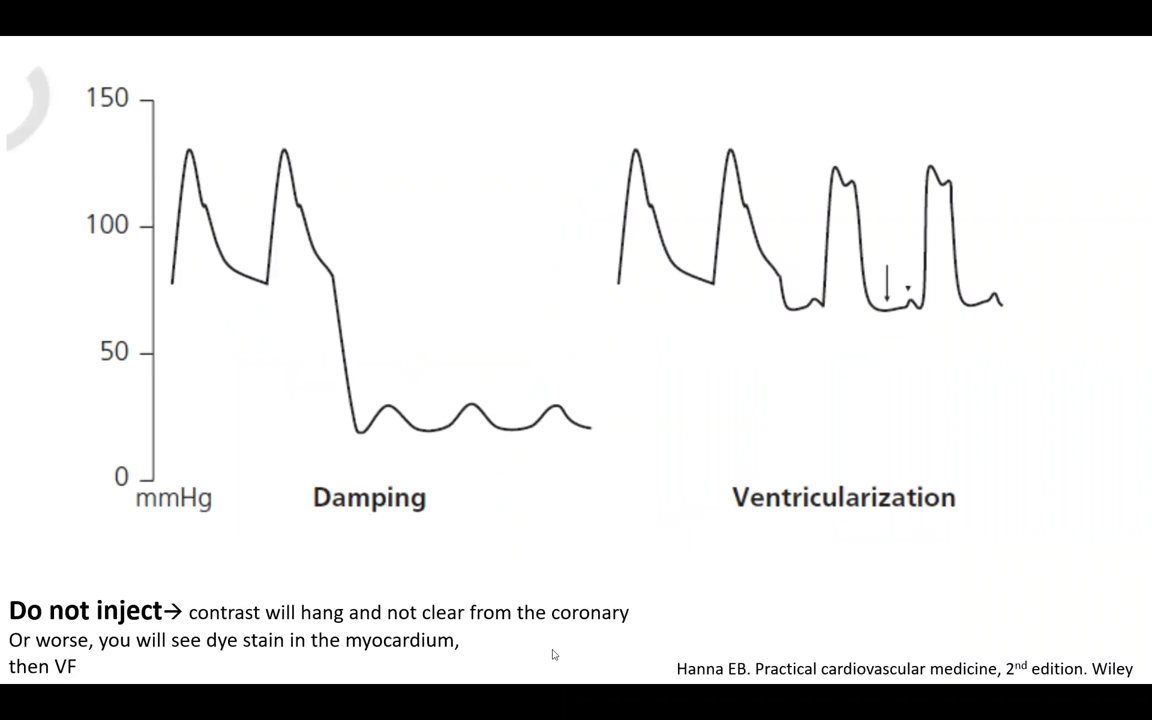 150
100
50
0
mmHg
Damping
Ventricularization
Do not inject→ contrast will hang and not clear from the coronary
Or worse, you will see dye stain in the myocardium,
then VF
Hanna EB. Practical cardiovascular medicine, 2nd edition. Wiley